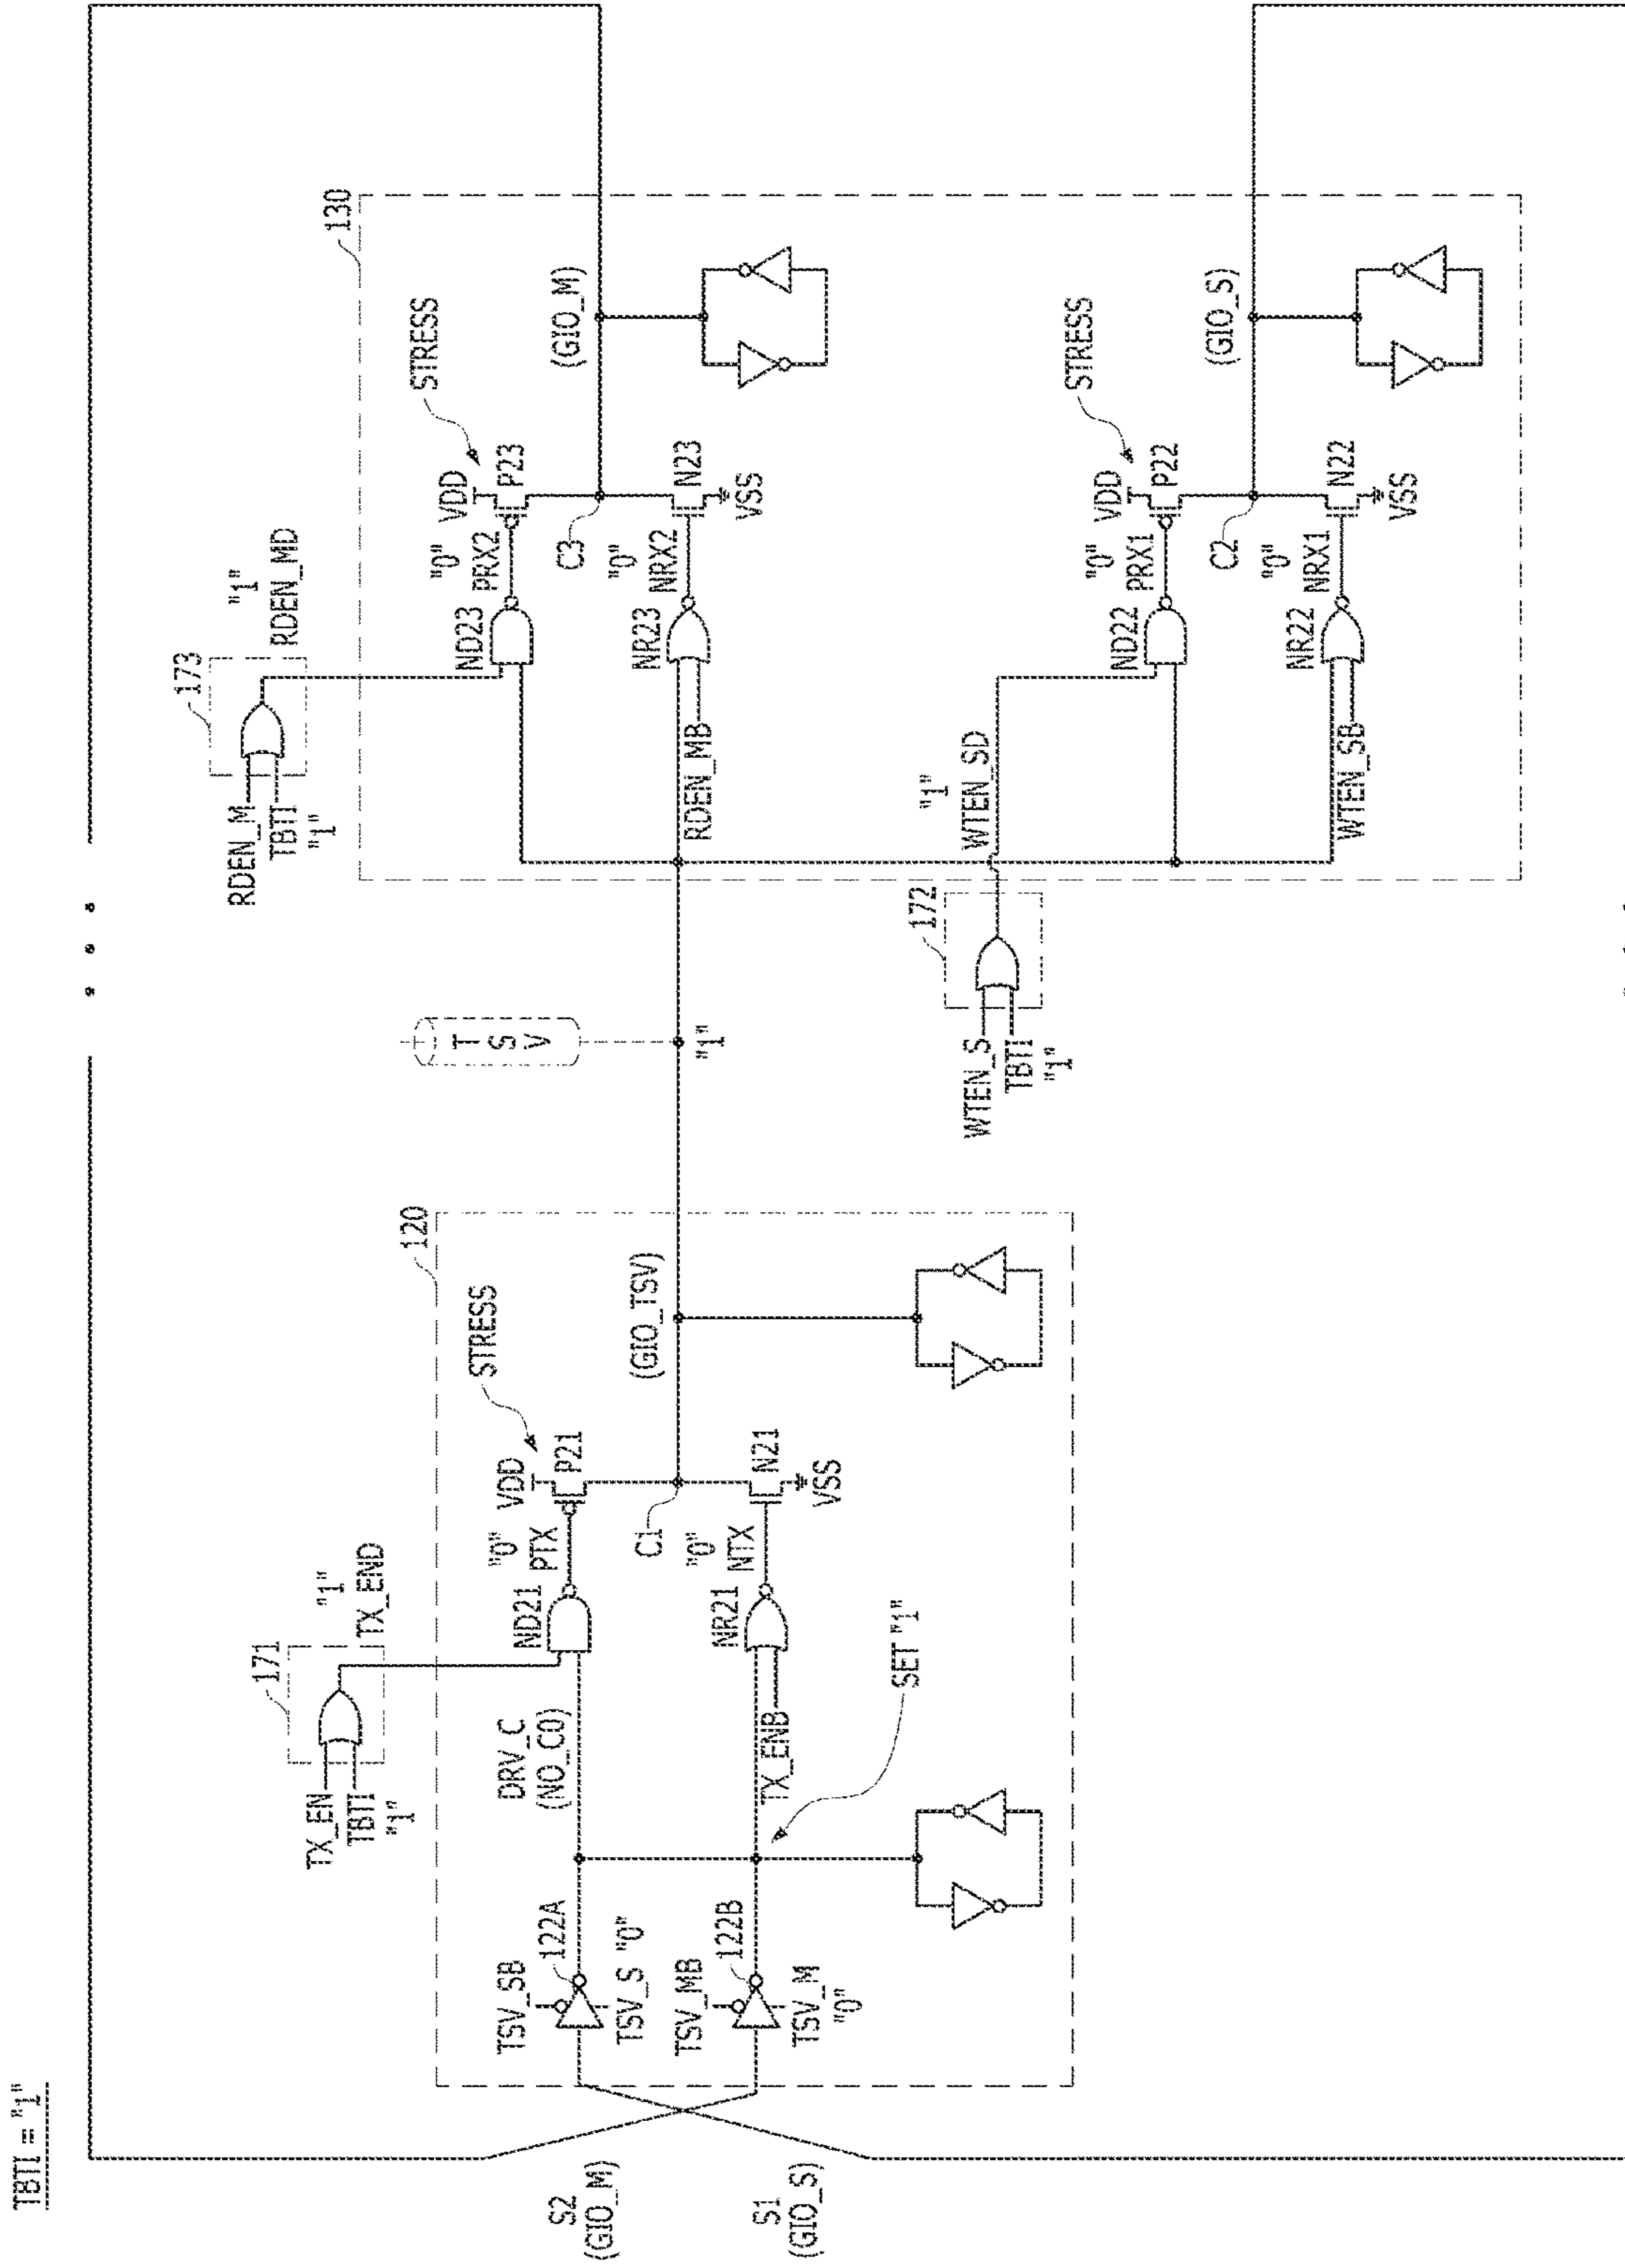 TBTI = "1"
S2
(GIO_M)
S1
(GIO_S)
120
TSV_SB
122A
TSV_S "0"
TSV_MB
122B
TSV_M
"0"
171
TX_EN
TBTI
"1"
"1"
TX_END
DRV_C
(NO_C0)
TX_ENB
SET "1"
ND21
"0"
PTX
VDD
P21
STRESS
NR21
"0"
NTX
C1
N21
VSS
(GIO_TSV)
TSV
"1"
130
173
RDEN_M
TBTI
"1"
"1"
RDEN_MD
ND23
"0"
PRX2
VDD
P23
STRESS
C3
RDEN_MB
NR23
"0"
NRX2
N23
VSS
(GIO_M)
172
WTEN_S
TBTI
"1"
"1"
WTEN_SD
ND22
"0"
PRX1
VDD
P22
STRESS
C2
WTEN_SB
NR22
"0"
NRX1
N22
VSS
(GIO_S)